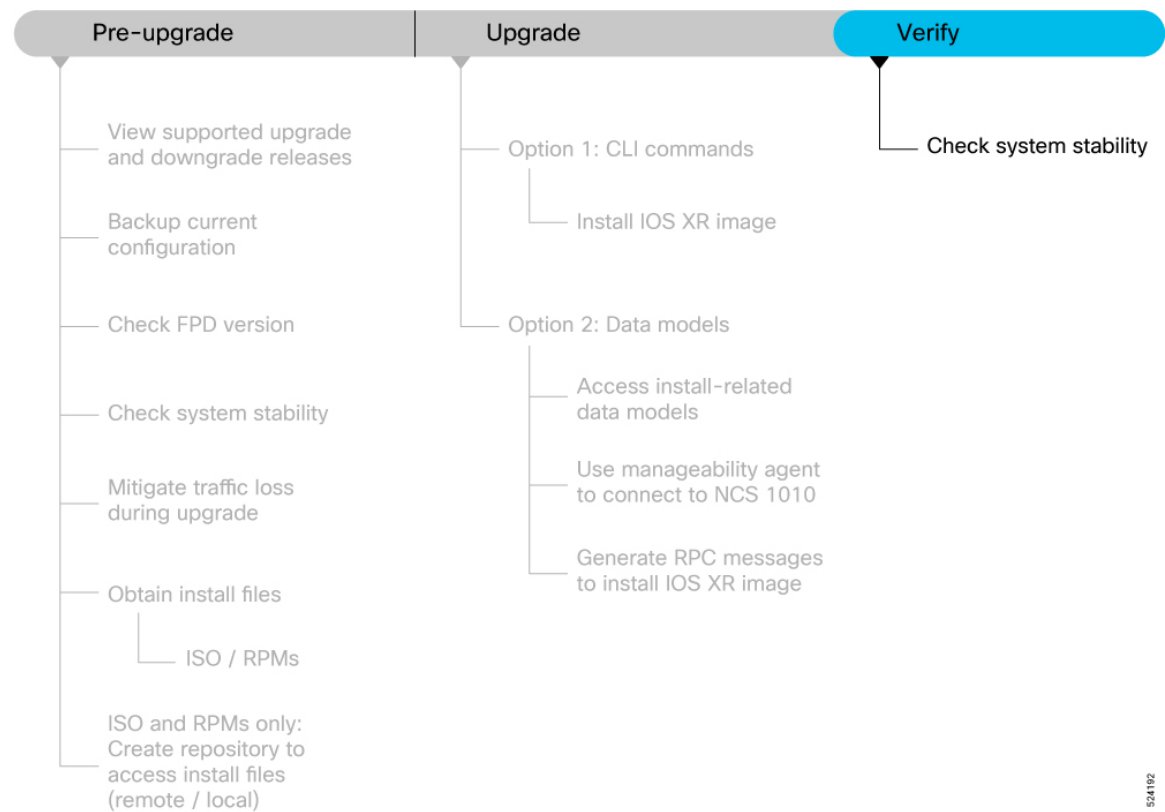 Pre-upgrade
Upgrade
Verify
View supported upgrade
and downgrade releases
Backup current
configuration
Check FPD version
Check system stability
Mitigate traffic loss
during upgrade
Obtain install files
ISO / RPMs
ISO and RPMs only:
Create repository to
access install files
(remote / local)
Option 1: CLI commands
Install IOS XR image
Option 2: Data models
Access install-related
data models
Use manageability agent
to connect to NCS 1010
Generate RPC messages
to install IOS XR image
Check system stability
524192